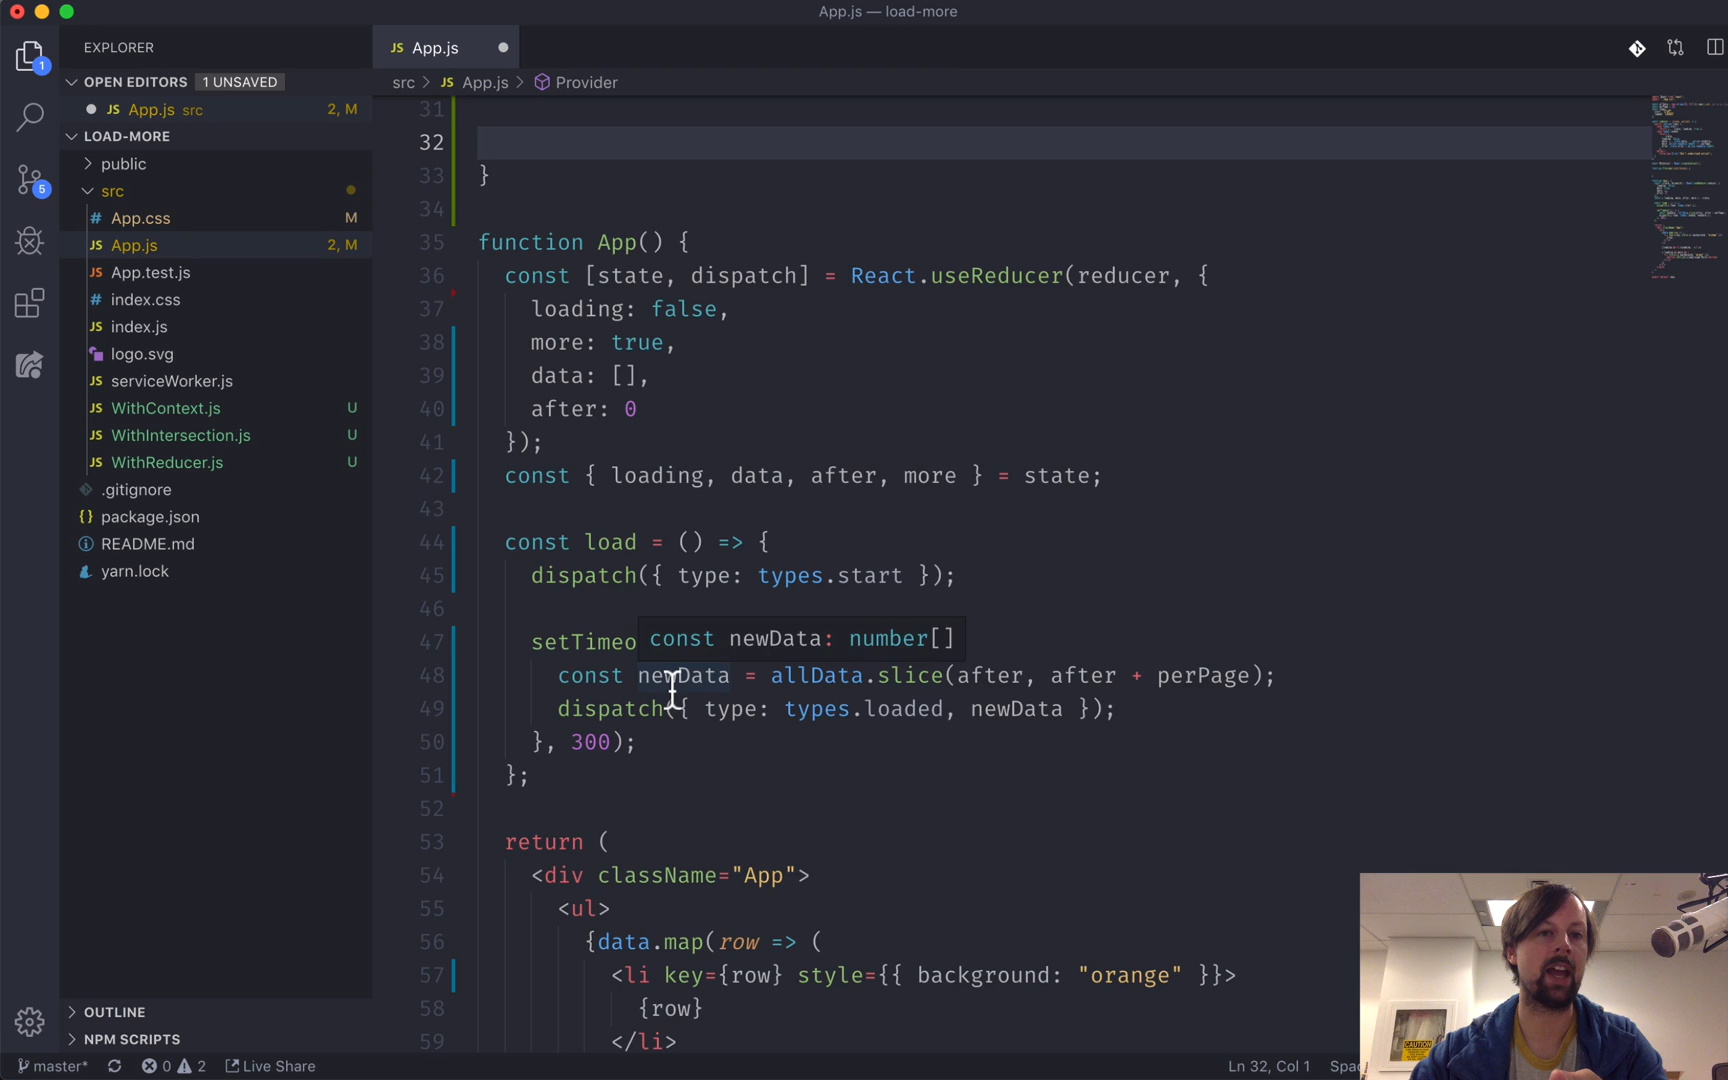 App.js — load-more
EXPLORER
JS App.js
OPEN EDITORS 1 UNSAVED
JS App.js src 2, M
LOAD-MORE
public
src
# App.css M
JS App.js 2, M
JS App.test.js
# index.css
JS index.js
logo.svg
JS serviceWorker.js
JS WithContext.js U
JS WithIntersection.js U
JS WithReducer.js U
.gitignore
{} package.json
README.md
yarn.lock
OUTLINE
NPM SCRIPTS
1
5
src > JS App.js > Provider
31
32
33 }
34
35 function App() {
36 const [state, dispatch] = React.useReducer(reducer, {
37 loading: false,
38 more: true,
39 data: [],
40 after: 0
41 });
42 const { loading, data, after, more } = state;
43
44 const load = () => {
45 dispatch({ type: types.start });
46
47 setTimeo
const newData: number[]
48 const newData = allData.slice(after, after + perPage);
49 dispatch({ type: types.loaded, newData });
50 }, 300);
51 };
52
53 return (
54 <div className="App">
55 <ul>
56 {data.map(row => (
57 <li key={row} style={{ background: "orange" }}>
58 {row}
59 </li>
CAUTION
master* 0 2 Live Share Ln 32, Col 1 Spac